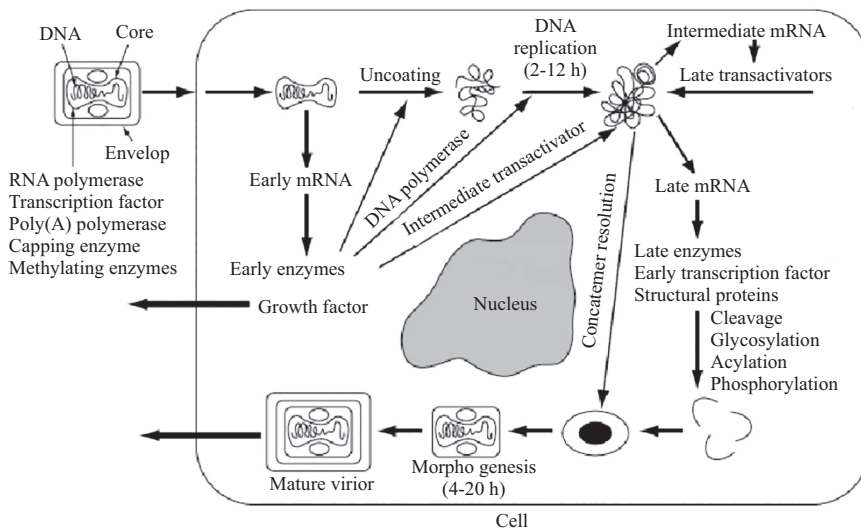 DNA
Core
Envelop
RNA polymerase
Transcription factor
Poly(A) polymerase
Capping enzyme
Methylating enzymes
Uncoating
DNA
replication
(2-12 h)
Intermediate mRNA
Late transactivators
Early mRNA
Early enzymes
Growth factor
DNA polymerase
Intermediate transactivator
Nucleus
Concatemer resolution
Late mRNA
Late enzymes
Early transcription factor
Structural proteins
Cleavage
Glycosylation
Acylation
Phosphorylation
Mature virior
Morpho genesis
(4-20 h)
Cell